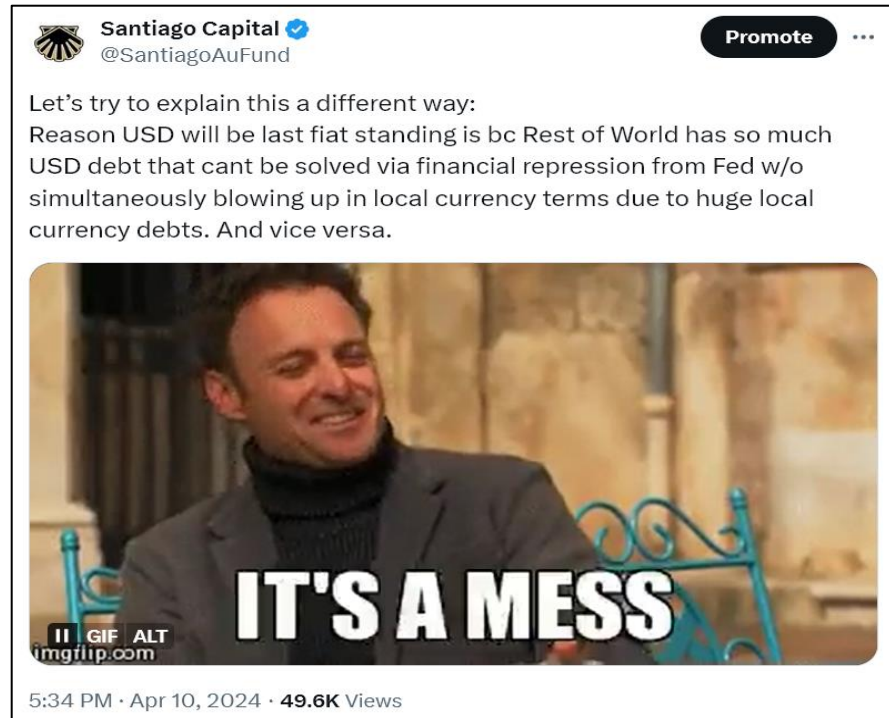 Santiago Capital
@SantiagoAuFund
Promote
Let’s try to explain this a different way:
Reason USD will be last fiat standing is bc Rest of World has so much
USD debt that cant be solved via financial repression from Fed w/o
simultaneously blowing up in local currency terms due to huge local
currency debts. And vice versa.
IT'S A MESS
GIF ALT
imgflip.com
5:34 PM · Apr 10, 2024 · 49.6K Views